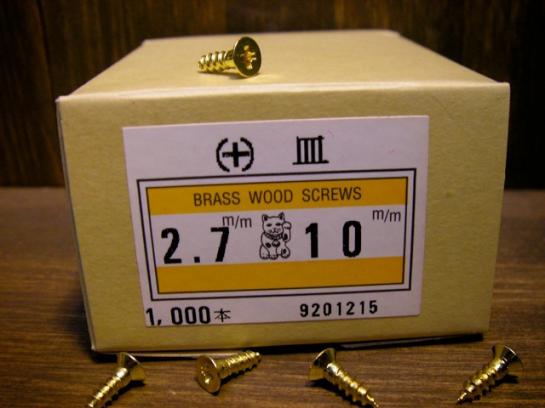 (+) 皿
BRASS WOOD SCREWS
2.7 m/m 10 m/m
1,000本 9201215